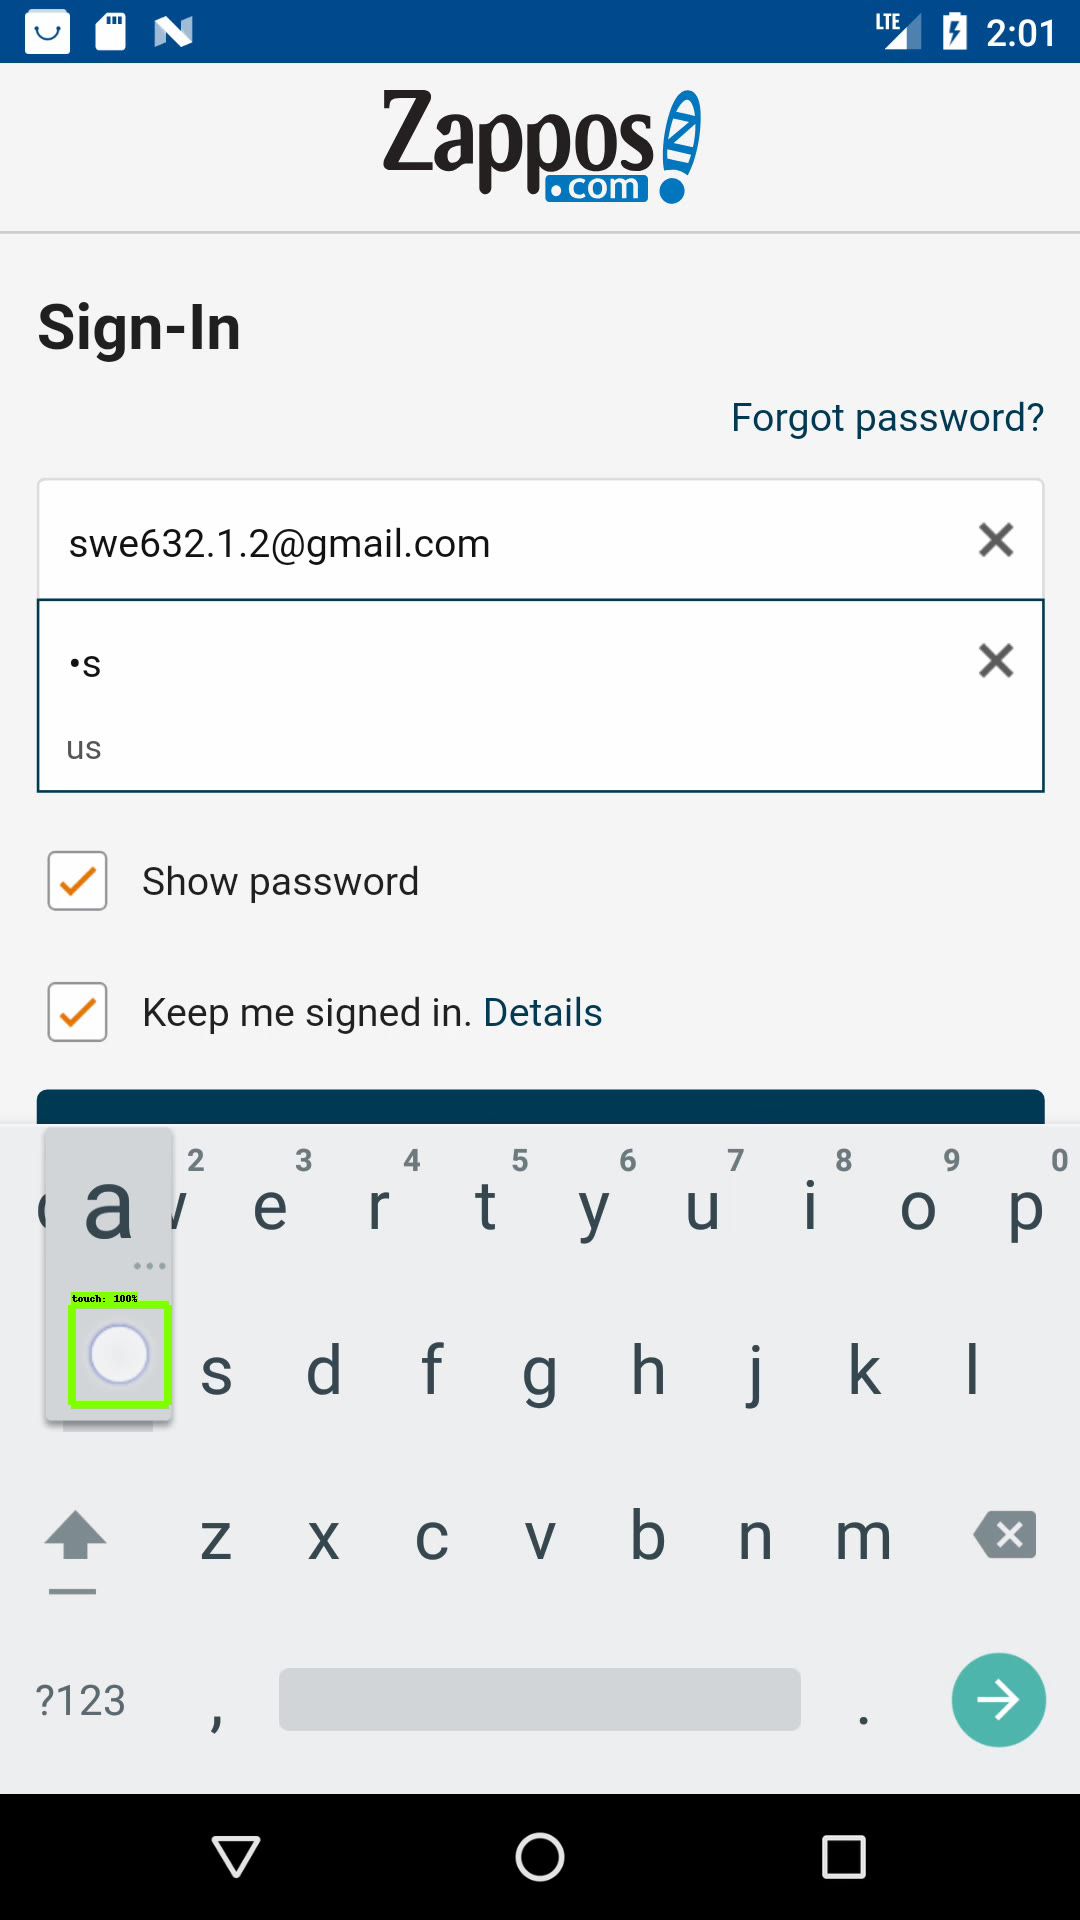 LTE 2:01
Zappos
.com
Sign-In
Forgot password?
swe632.1.2@gmail.com
•s
us
Show password
Keep me signed in. Details
2 3 4 5 6 7 8 9 0
a e r t y u i o p
touch: 100%
s d f g h j k l
z x c v b n m
?123 , .